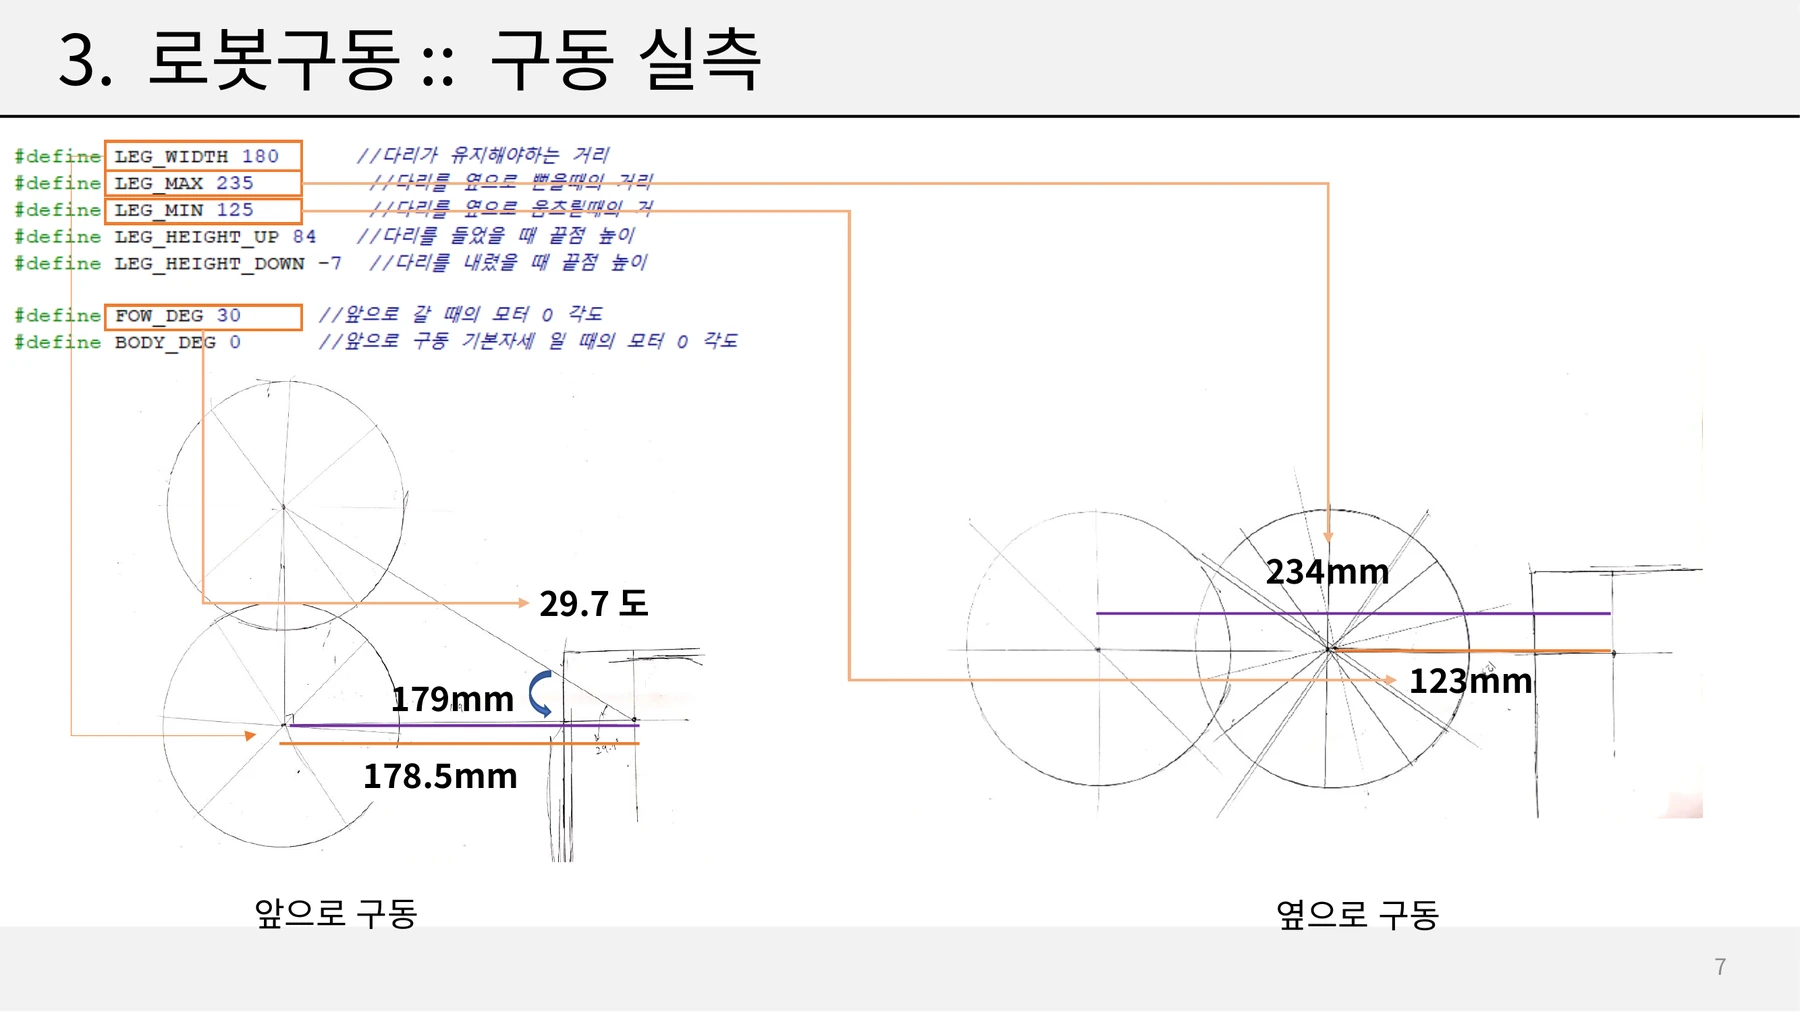 3. 로봇구동 :: 구동 실측
#define LEG_WIDTH 180 //다리가 유지해야하는 거리
#define LEG_MAX 235 //다리를 옆으로 뻗을때의 거리
#define LEG_MIN 125 //다리를 옆으로 움츠릴때의 거
#define LEG_HEIGHT_UP 84 //다리를 들었을 때 끝점 높이
#define LEG_HEIGHT_DOWN -7 //다리를 내렸을 때 끝점 높이
#define FOW_DEG 30 //앞으로 갈 때의 모터 0 각도
#define BODY_DEG 0 //앞으로 구동 기본자세 일 때의 모터 0 각도
29.7 도
179mm
178.5mm
234mm
123mm
앞으로 구동
옆으로 구동
7